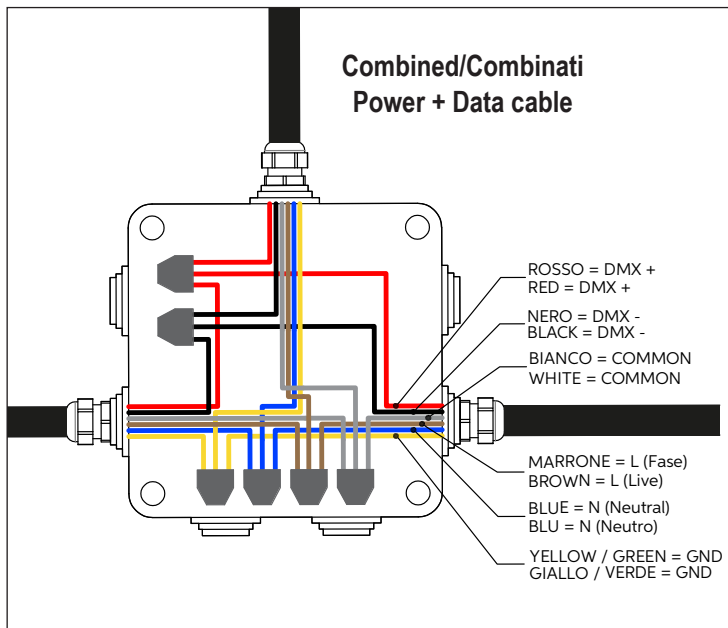 Combined/Combinati
Power + Data cable
ROSSO = DMX +
RED = DMX +
NERO = DMX -
BLACK = DMX -
BIANCO = COMMON
WHITE = COMMON
MARRONE = L (Fase)
BROWN = L (Live)
BLUE = N (Neutral)
BLU = N (Neutro)
YELLOW / GREEN = GND
GIALLO / VERDE = GND